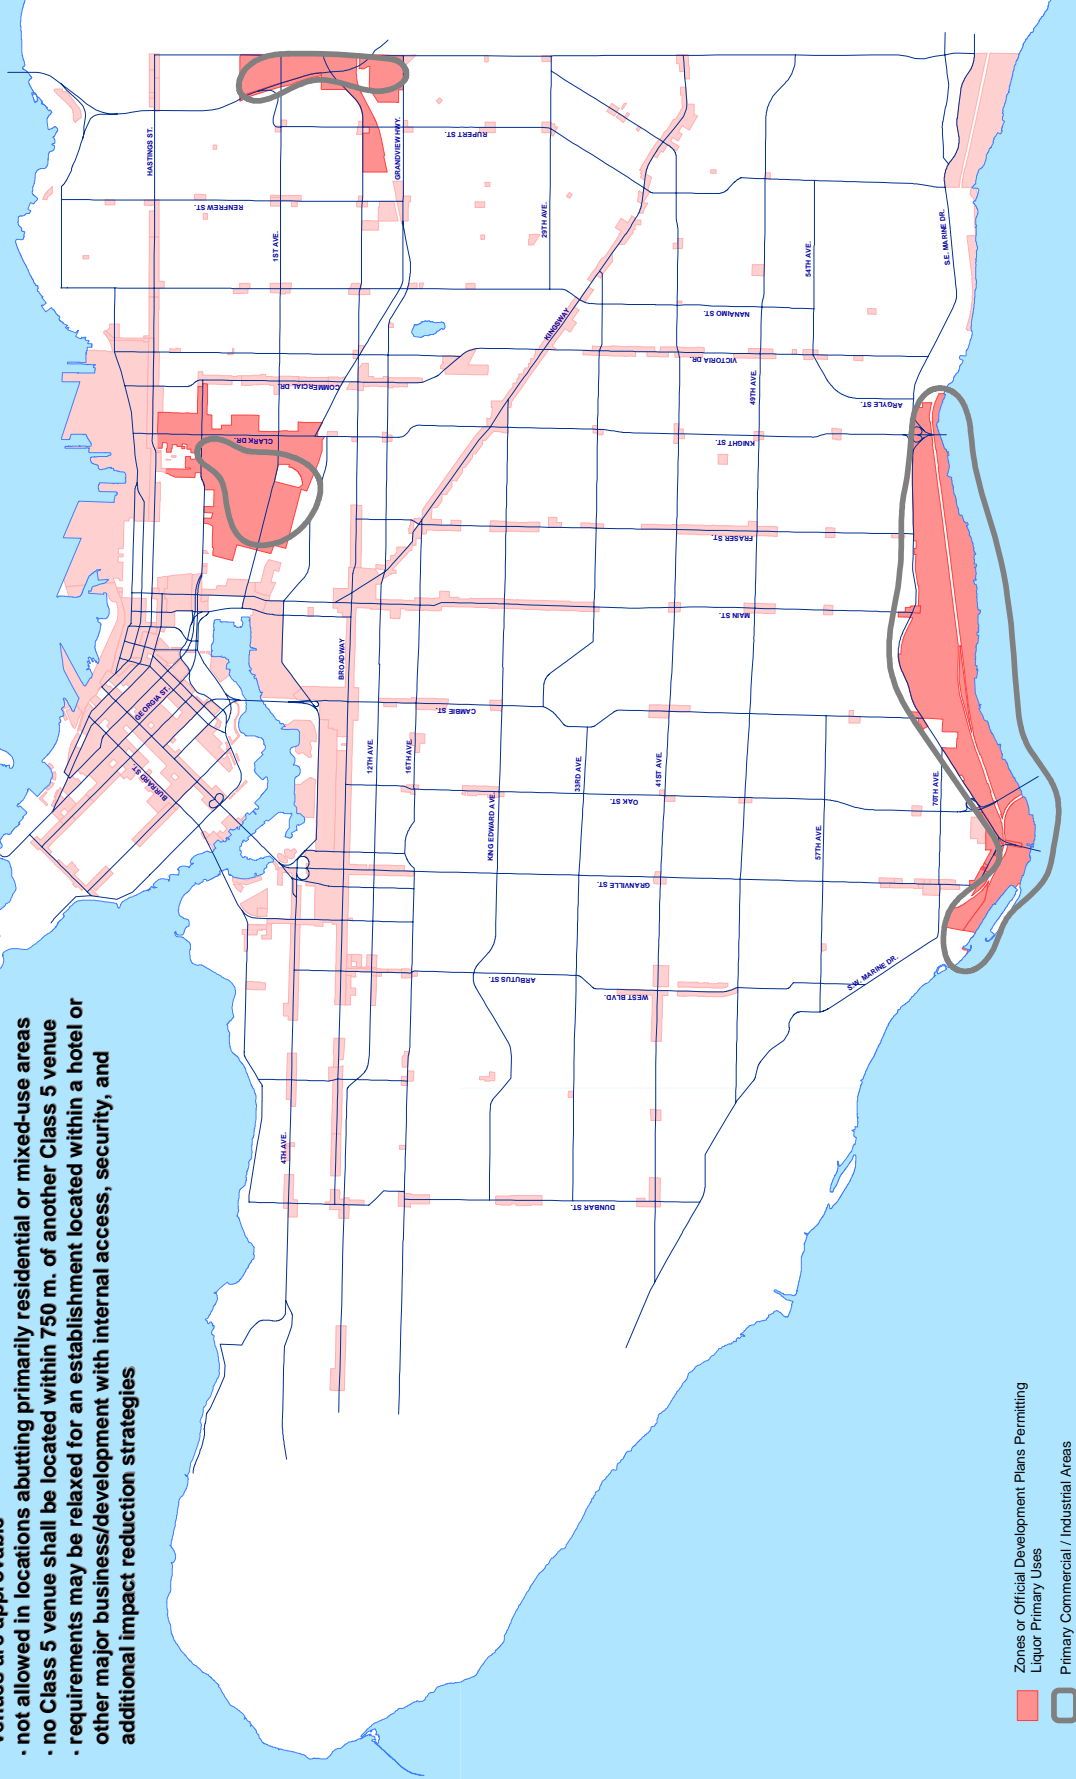 · not allowed in locations abutting primarily residential or mixed-use areas
· no Class 5 venue shall be located within 750 m. of another Class 5 venue
· requirements may be relaxed for an establishment located within a hotel or
other major business/development with internal access, security, and
additional impact reduction strategies
HASTINGS ST.
GRANDVIEW HWY.
RUPERT ST.
RENFREW ST.
1ST AVE.
29TH AVE.
54TH AVE.
S.E. MARINE DR.
NANAIMO ST.
KINGSWAY
VICTORIA DR.
COMMERCIAL DR.
49TH AVE.
ARGYLE ST.
CLARK DR.
KNIGHT ST.
FRASER ST.
MAIN ST.
BROADWAY
GEORGIA ST.
BURRARD ST.
CAMBIE ST.
12TH AVE.
16TH AVE.
33RD AVE.
41ST AVE.
70TH AVE.
OAK ST.
KING EDWARD AVE.
57TH AVE.
GRANVILLE ST.
ARBUTUS ST.
WEST BLVD.
S.W. MARINE DR.
4TH AVE.
DUNBAR ST.
Zones or Official Development Plans Permitting
Liquor Primary Uses
Primary Commercial / Industrial Areas